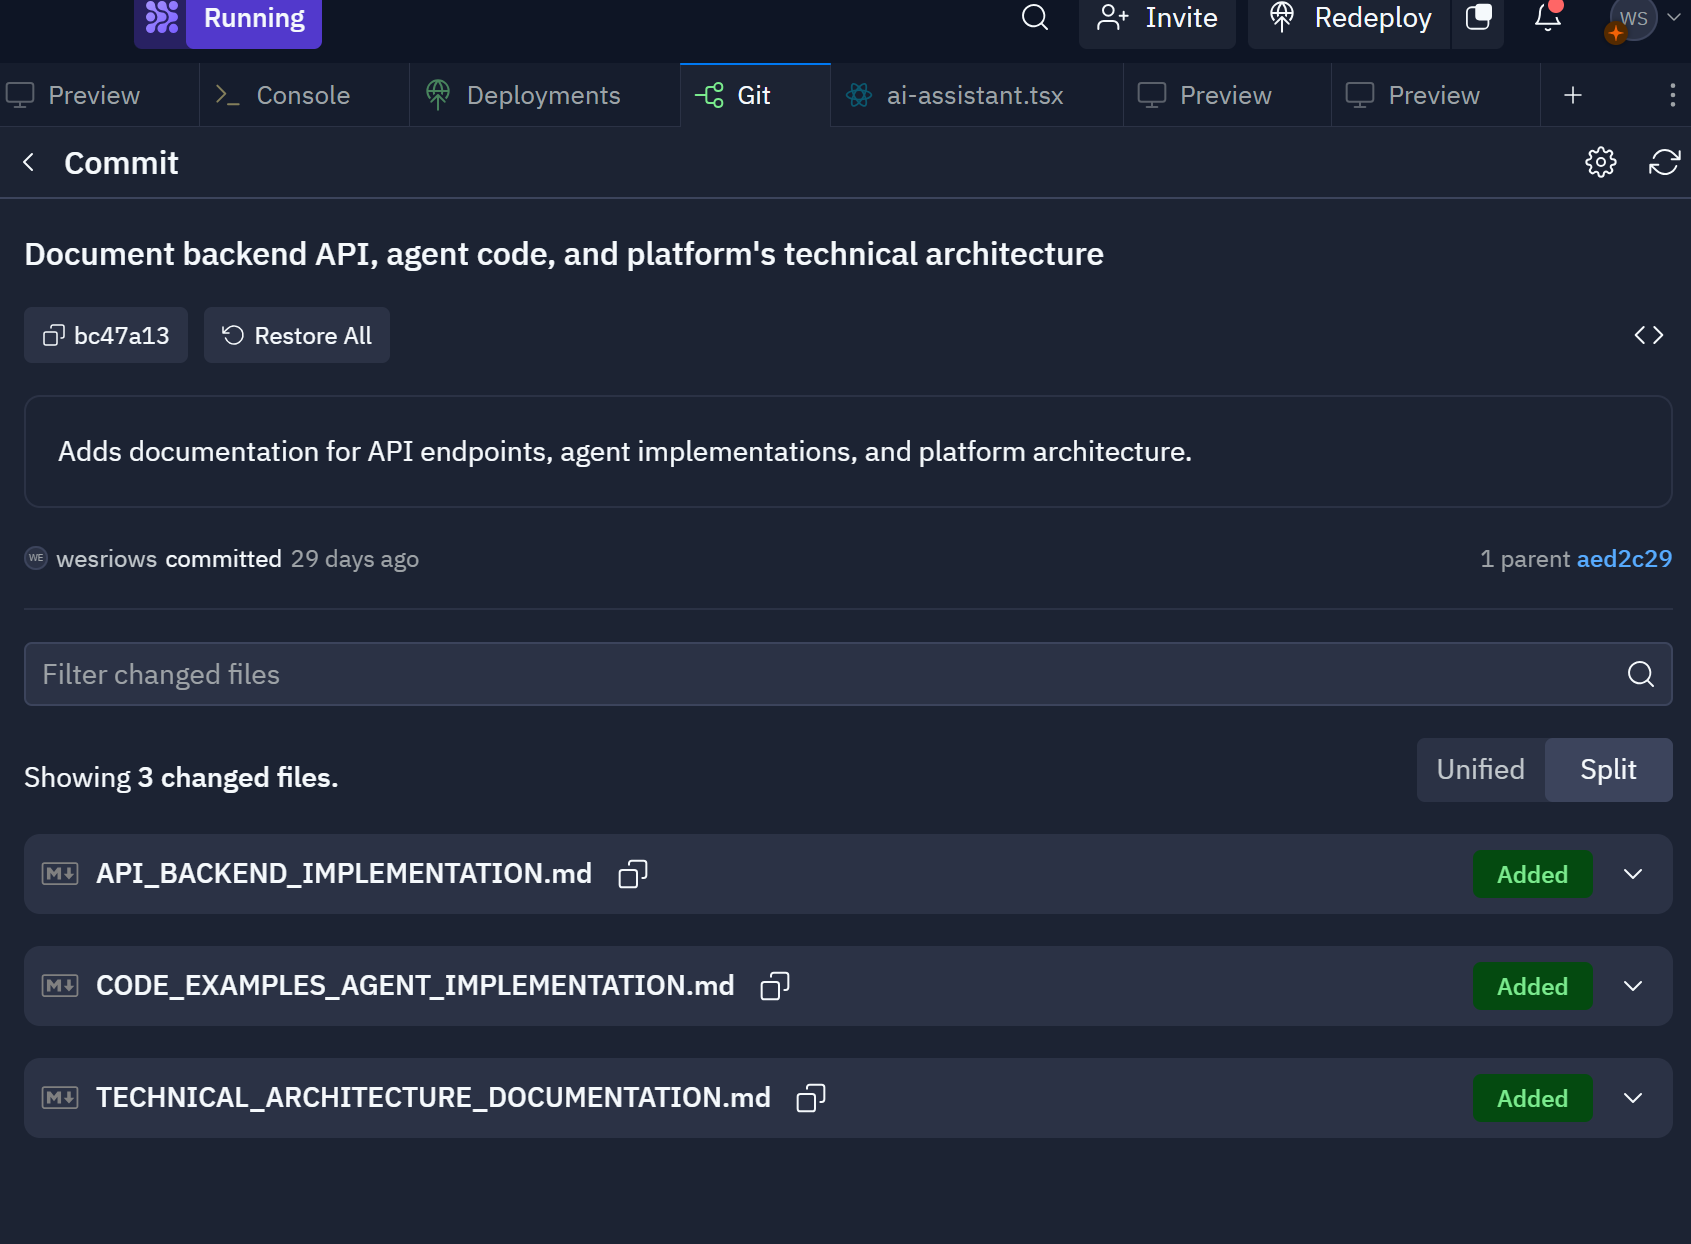 Running
Invite
Redeploy
WS
Preview
Console
Deployments
Git
ai-assistant.tsx
Preview
Preview
Commit
Document backend API, agent code, and platform's technical architecture
bc47a13
Restore All
Adds documentation for API endpoints, agent implementations, and platform architecture.
WE wesriows committed 29 days ago
1 parent aed2c29
Filter changed files
Showing 3 changed files.
Unified
Split
API_BACKEND_IMPLEMENTATION.md
Added
CODE_EXAMPLES_AGENT_IMPLEMENTATION.md
Added
TECHNICAL_ARCHITECTURE_DOCUMENTATION.md
Added